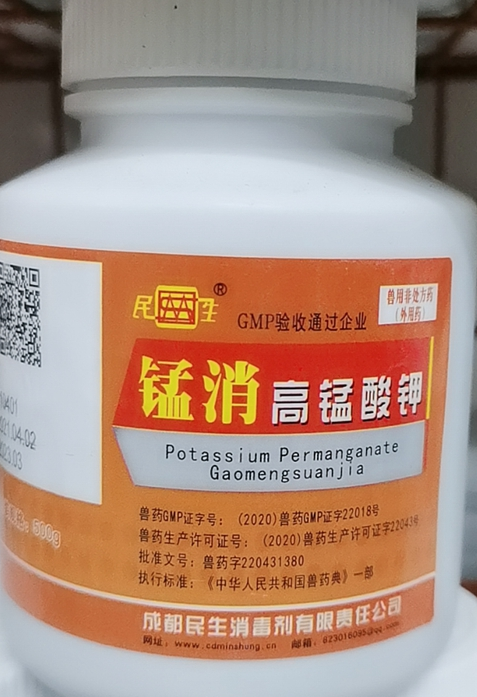 民生®
兽用非处方药
(外用药)
GMP验收通过企业
锰消 高锰酸钾
Potassium Permanganate
Gaomengsuanjia
兽药GMP证字号：(2020)兽药GMP证字22018号
兽药生产许可证号：(2020)兽药生产许可证字22043号
批准文号：兽药字220431380
执行标准：《中华人民共和国兽药典》一部
500g
成都民生消毒剂有限责任公司
网址：www.cdminshung.cn 邮箱：823016085@qq.com